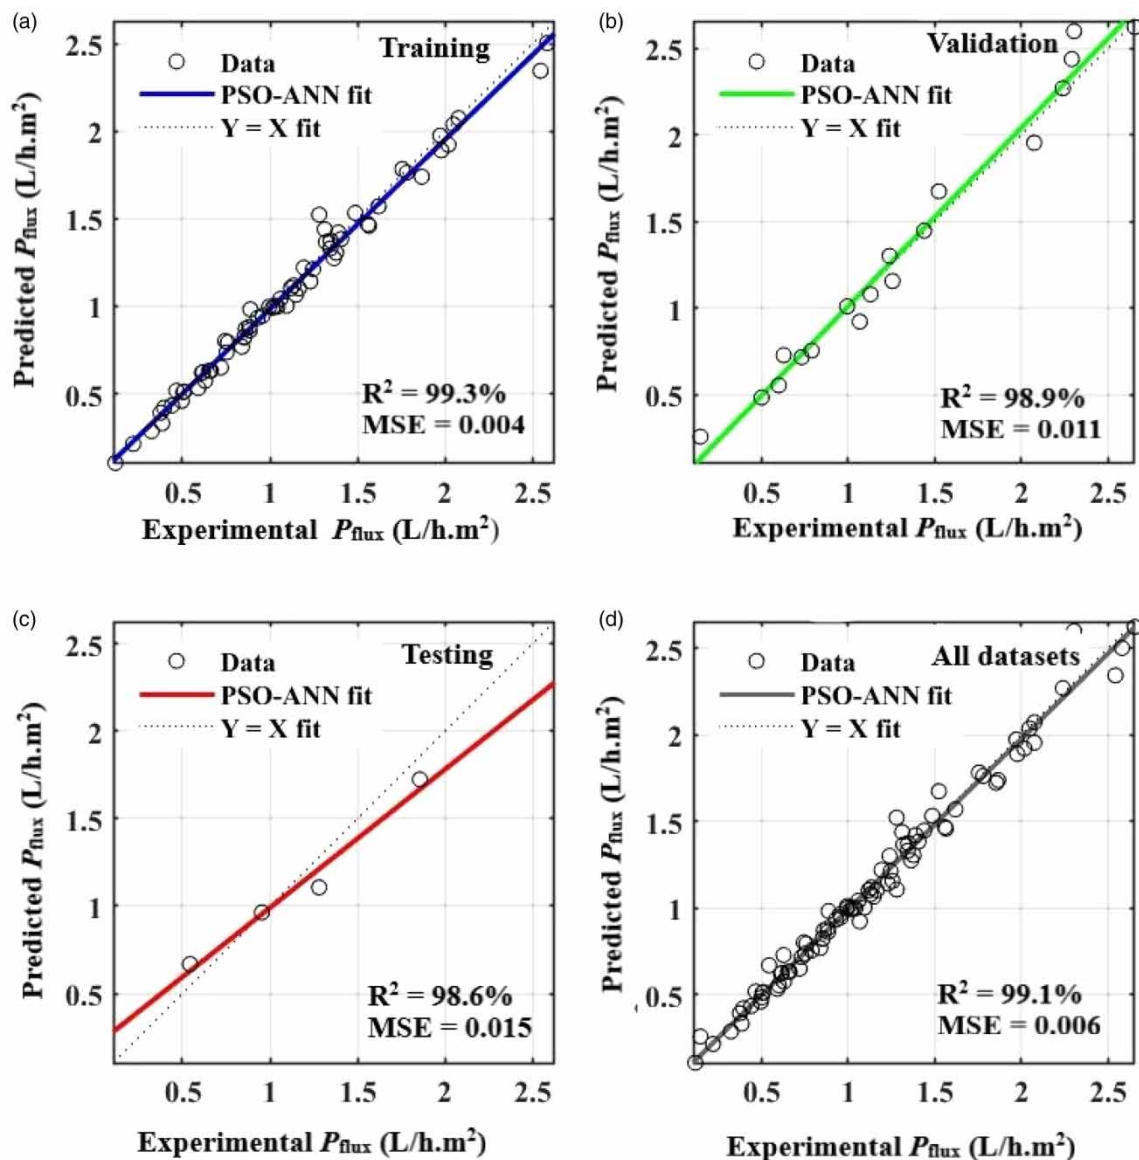 (a)
Training
Data
PSO-ANN fit
Y = X fit
R² = 99.3%
MSE = 0.004
2.5
2
1.5
1
0.5
0.5 1 1.5 2 2.5
Predicted P_flux (L/h.m²)
Experimental P_flux (L/h.m²)
(b)
Validation
Data
PSO-ANN fit
Y = X fit
R² = 98.9%
MSE = 0.011
2.5
2
1.5
1
0.5
0.5 1 1.5 2 2.5
Predicted P_flux (L/h.m²)
Experimental P_flux (L/h.m²)
(c)
Testing
Data
PSO-ANN fit
Y = X fit
R² = 98.6%
MSE = 0.015
2.5
2
1.5
1
0.5
0.5 1 1.5 2 2.5
Predicted P_flux (L/h.m²)
Experimental P_flux (L/h.m²)
(d)
All datasets
Data
PSO-ANN fit
Y = X fit
R² = 99.1%
MSE = 0.006
2.5
2
1.5
1
0.5
0.5 1 1.5 2 2.5
Predicted P_flux (L/h.m²)
Experimental P_flux (L/h.m²)